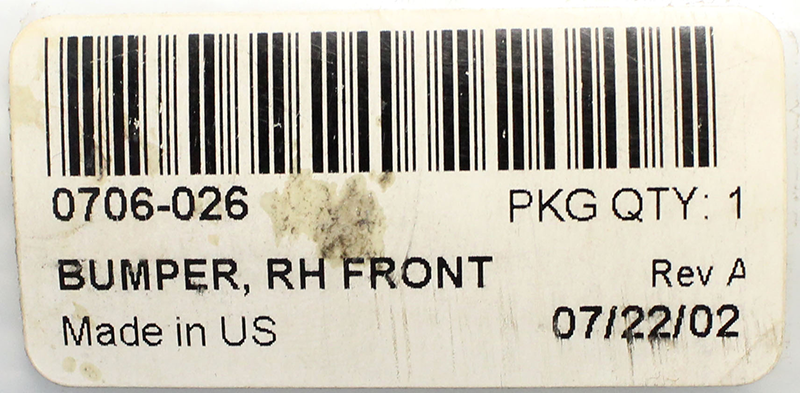 0706-026 PKG QTY: 1
BUMPER, RH FRONT Rev A
Made in US 07/22/02